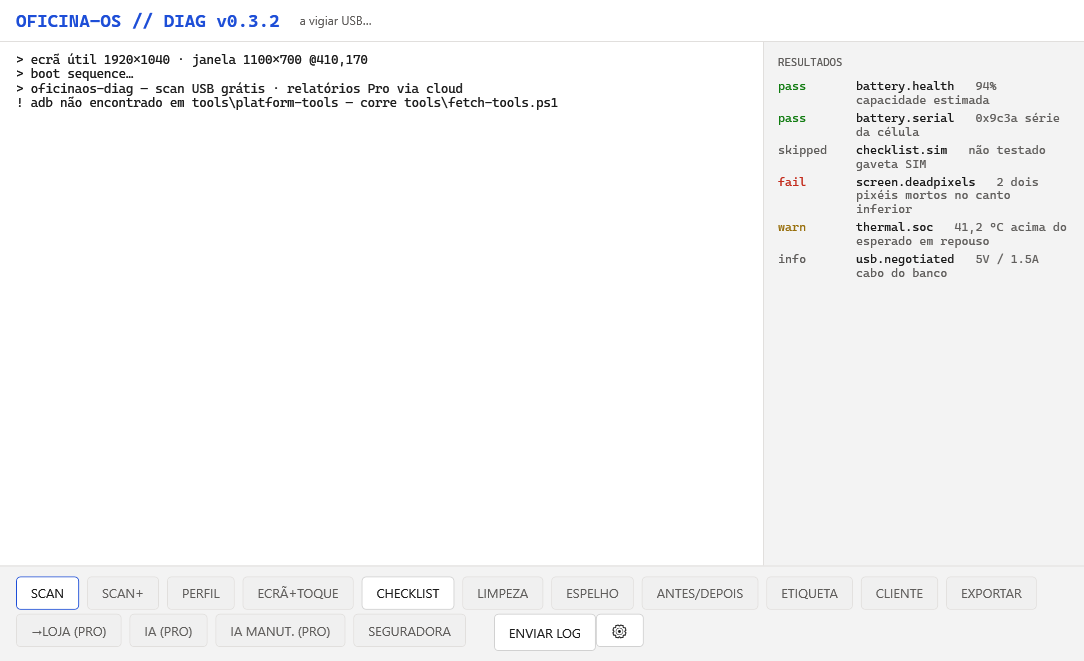 OFICINA-OS // DIAG v0.3.2 a vigiar USB…
> ecrã útil 1920×1040 · janela 1100×700 @410,170
> boot sequence…
> oficinaos-diag — scan USB grátis · relatórios Pro via cloud
! adb não encontrado em tools\platform-tools — corre tools\fetch-tools.ps1
RESULTADOS
pass battery.health 94%
capacidade estimada
pass battery.serial 0x9c3a série
da célula
skipped checklist.sim não testado
gaveta SIM
fail screen.deadpixels 2 dois
pixéis mortos no canto
inferior
warn thermal.soc 41,2 ºC acima do
esperado em repouso
info usb.negotiated 5V / 1.5A
cabo do banco
SCAN SCAN+ PERFIL ECRÃ+TOQUE CHECKLIST LIMPEZA ESPELHO ANTES/DEPOIS ETIQUETA CLIENTE EXPORTAR
→LOJA (PRO) IA (PRO) IA MANUT. (PRO) SEGURADORA ENVIAR LOG